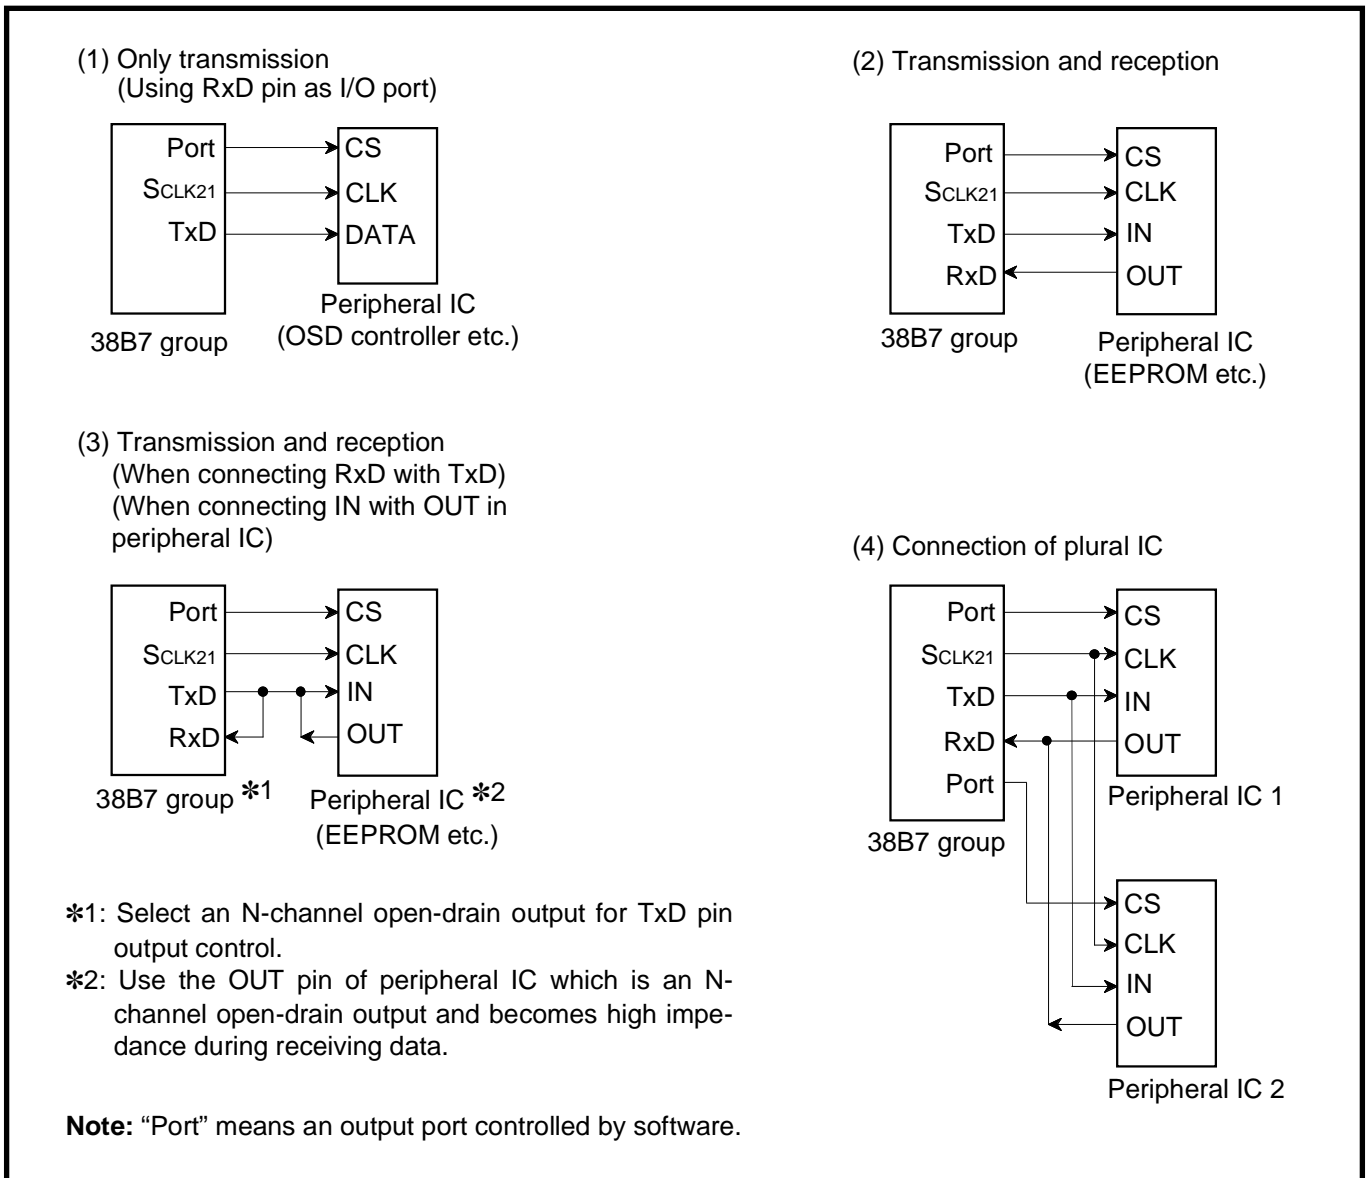 (1) Only transmission
(Using RxD pin as I/O port)
Port
SCLK21
TxD
CS
CLK
DATA
38B7 group
Peripheral IC
(OSD controller etc.)
(2) Transmission and reception
Port
SCLK21
TxD
RxD
CS
CLK
IN
OUT
38B7 group
Peripheral IC
(EEPROM etc.)
(3) Transmission and reception
(When connecting RxD with TxD)
(When connecting IN with OUT in
peripheral IC)
Port
SCLK21
TxD
RxD
CS
CLK
IN
OUT
38B7 group ✽1
Peripheral IC ✽2
(EEPROM etc.)
(4) Connection of plural IC
Port
SCLK21
TxD
RxD
Port
38B7 group
CS
CLK
IN
OUT
Peripheral IC 1
CS
CLK
IN
OUT
Peripheral IC 2
✽1: Select an N-channel open-drain output for TxD pin
output control.
✽2: Use the OUT pin of peripheral IC which is an N-
channel open-drain output and becomes high impe-
dance during receiving data.
Note: “Port” means an output port controlled by software.